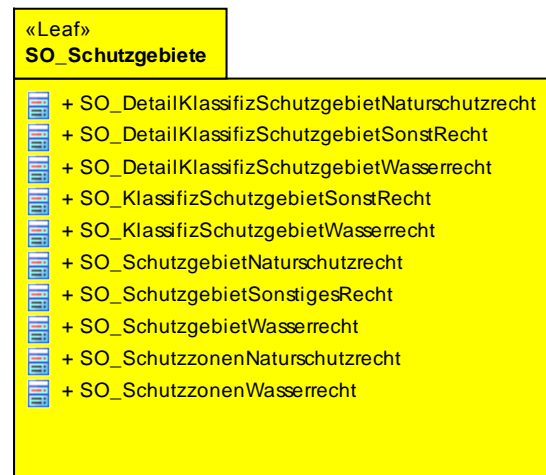 «Leaf»
SO_Schutzgebiete
+ SO_DetailKlassifizSchutzgebietNaturschutzrecht
+ SO_DetailKlassifizSchutzgebietSonstRecht
+ SO_DetailKlassifizSchutzgebietWasserrecht
+ SO_KlassifizSchutzgebietSonstRecht
+ SO_KlassifizSchutzgebietWasserrecht
+ SO_SchutzgebietNaturschutzrecht
+ SO_SchutzgebietSonstigesRecht
+ SO_SchutzgebietWasserrecht
+ SO_SchutzzonenNaturschutzrecht
+ SO_SchutzzonenWasserrecht